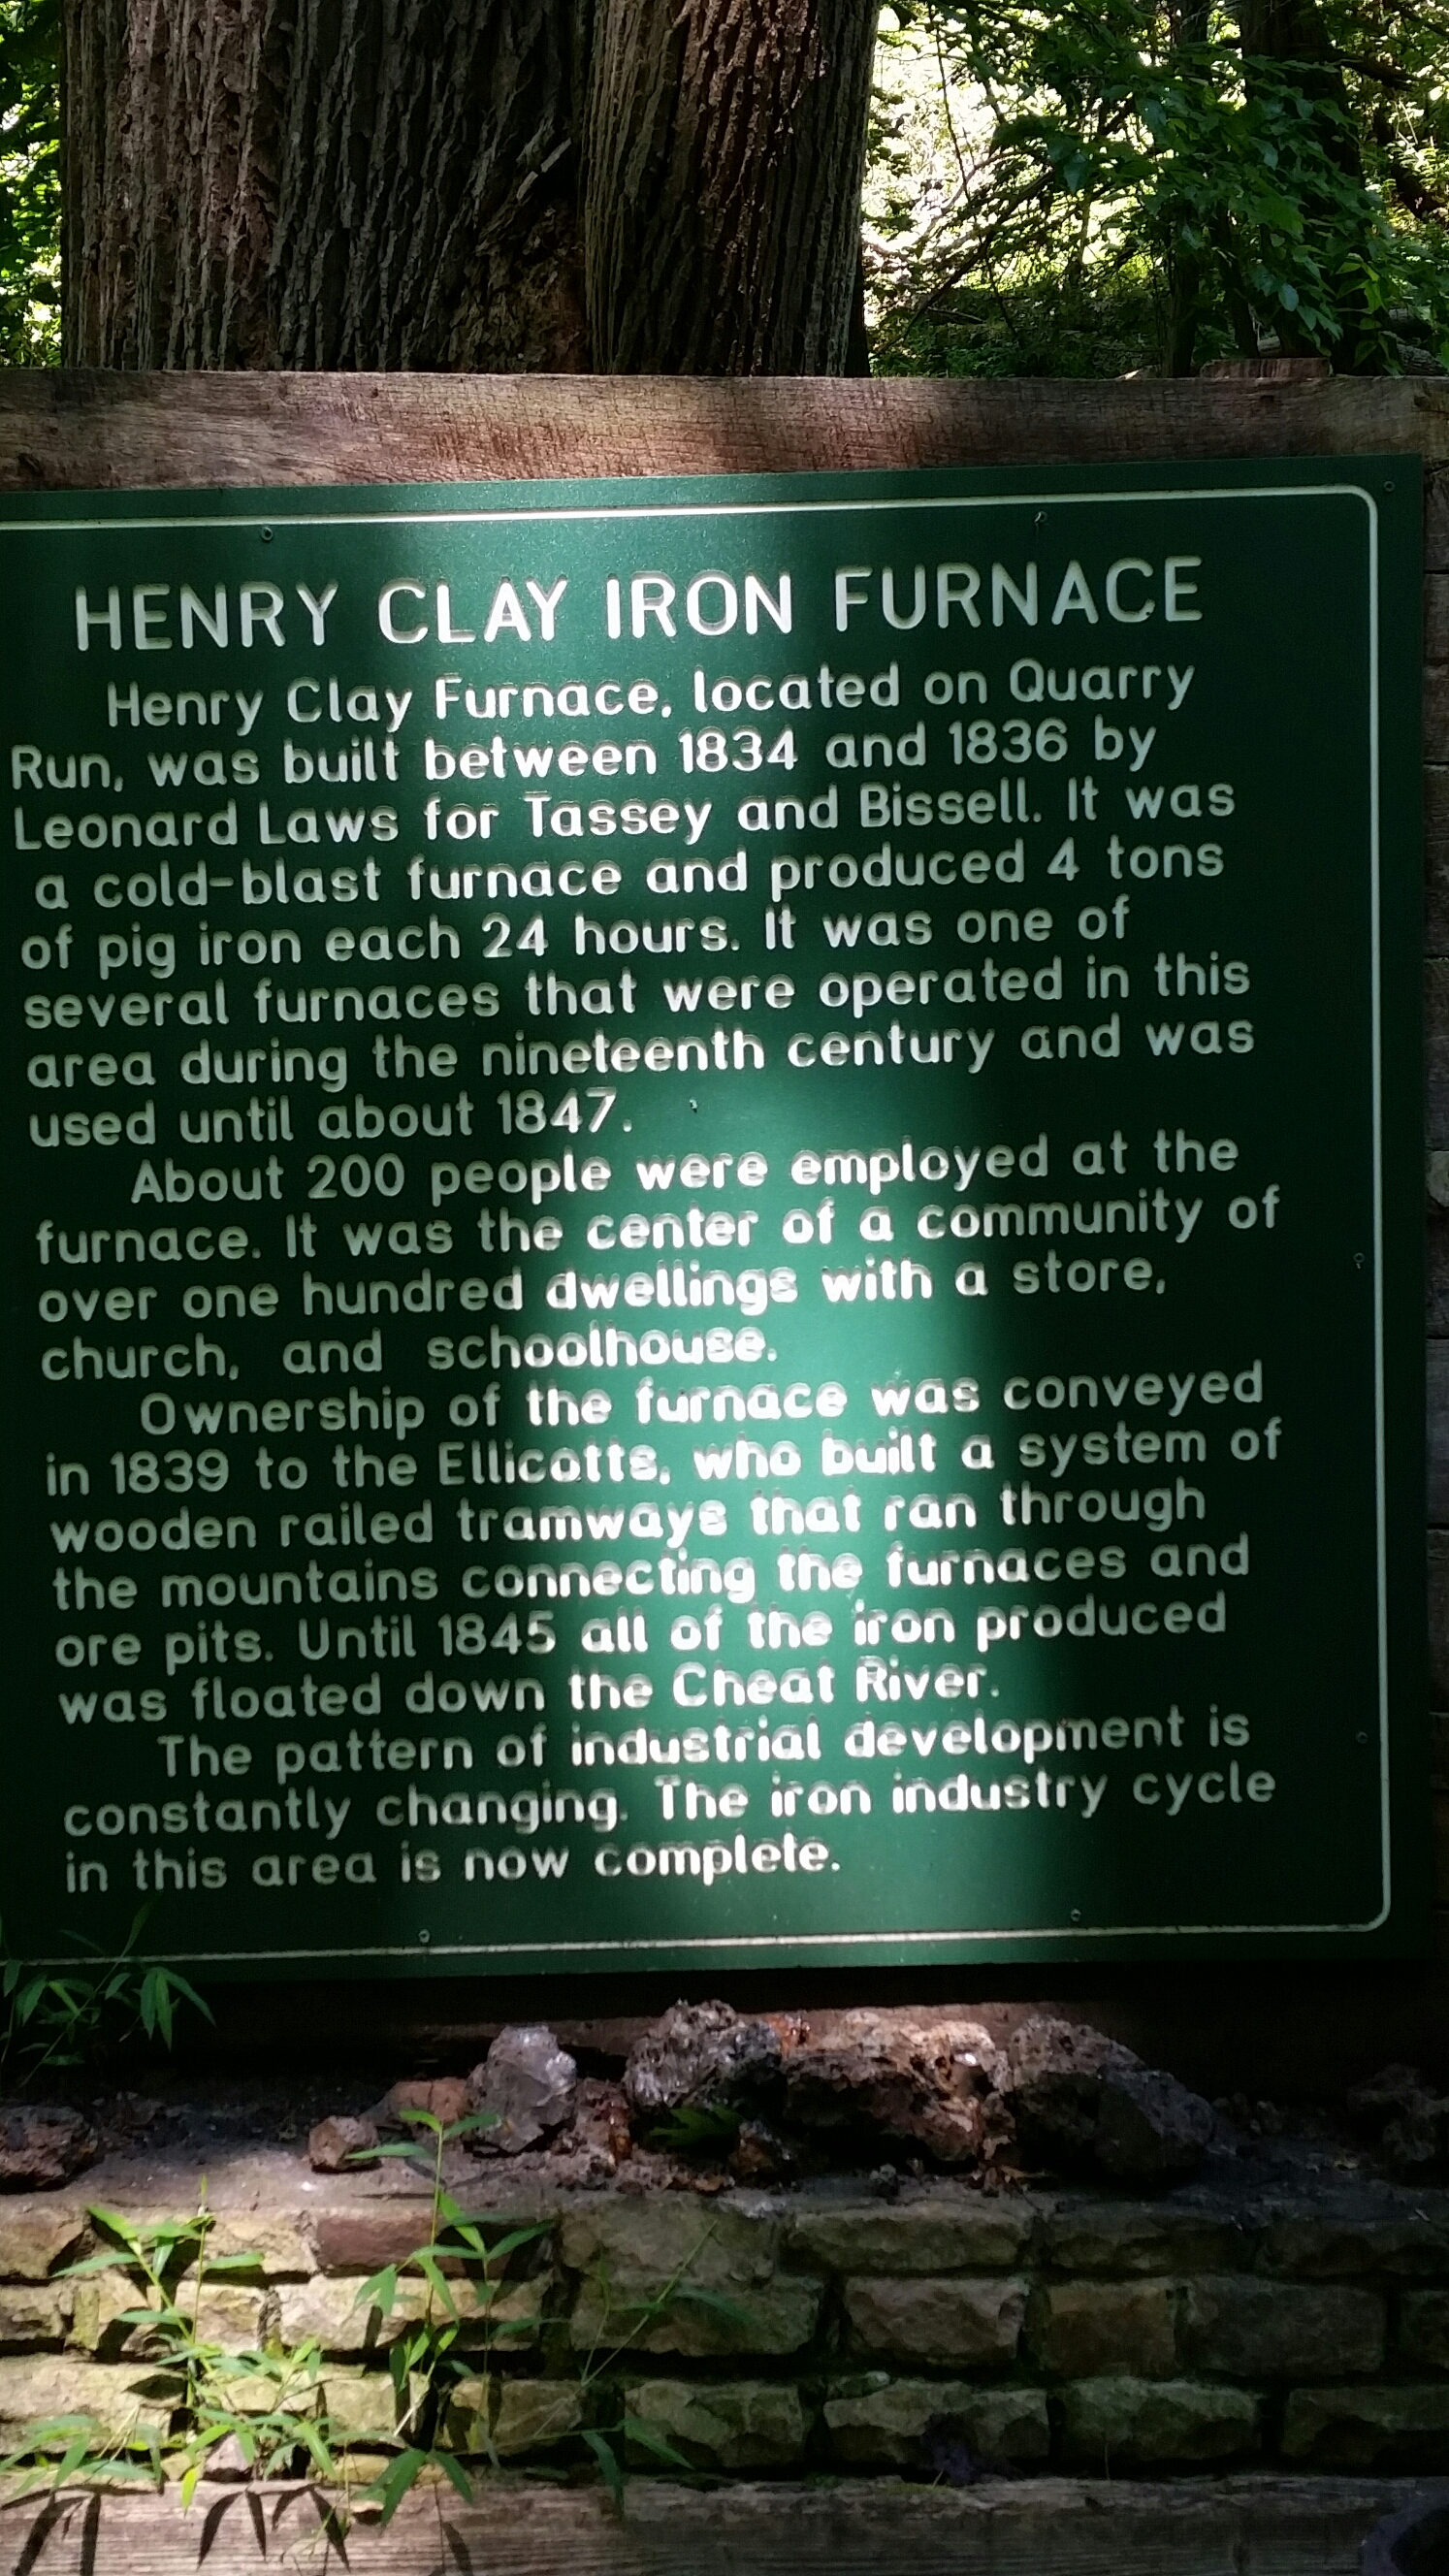 HENRY CLAY IRON FURNACE
Henry Clay Furnace, located on Quarry
Run, was built between 1834 and 1836 by
Leonard Laws for Tassey and Bissell. It was
a cold-blast furnace and produced 4 tons
of pig iron each 24 hours. It was one of
several furnaces that were operated in this
area during the nineteenth century and was
used until about 1847.
About 200 people were employed at the
furnace. It was the center of a community of
over one hundred dwellings with a store,
church, and schoolhouse.
Ownership of the furnace was conveyed
in 1839 to the Ellicotts, who built a system of
wooden railed tramways that ran through
the mountains connecting the furnaces and
ore pits. Until 1845 all of the iron produced
was floated down the Cheat River.
The pattern of industrial development is
constantly changing. The iron industry cycle
in this area is now complete.